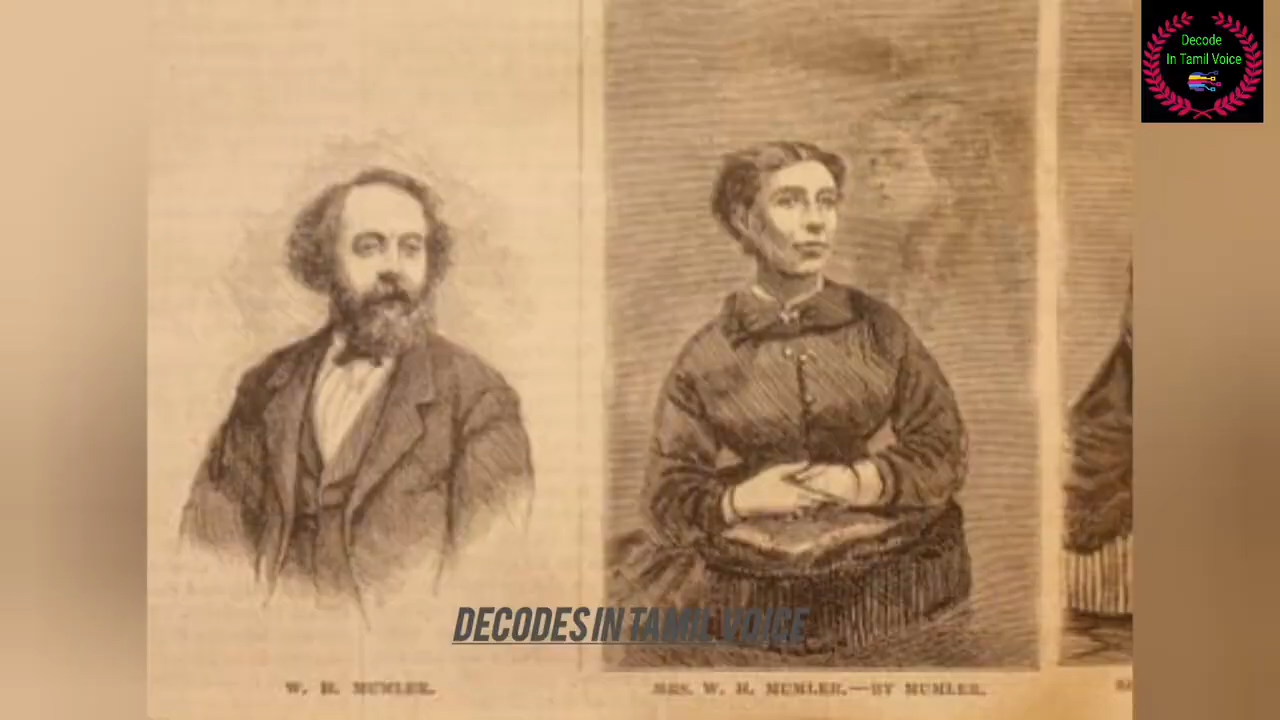 Decode
In Tamil Voice
DECODES IN TAMIL VOICE
W. H. MUMLER.
MRS. W. H. MUMLER.—BY MUMLER.